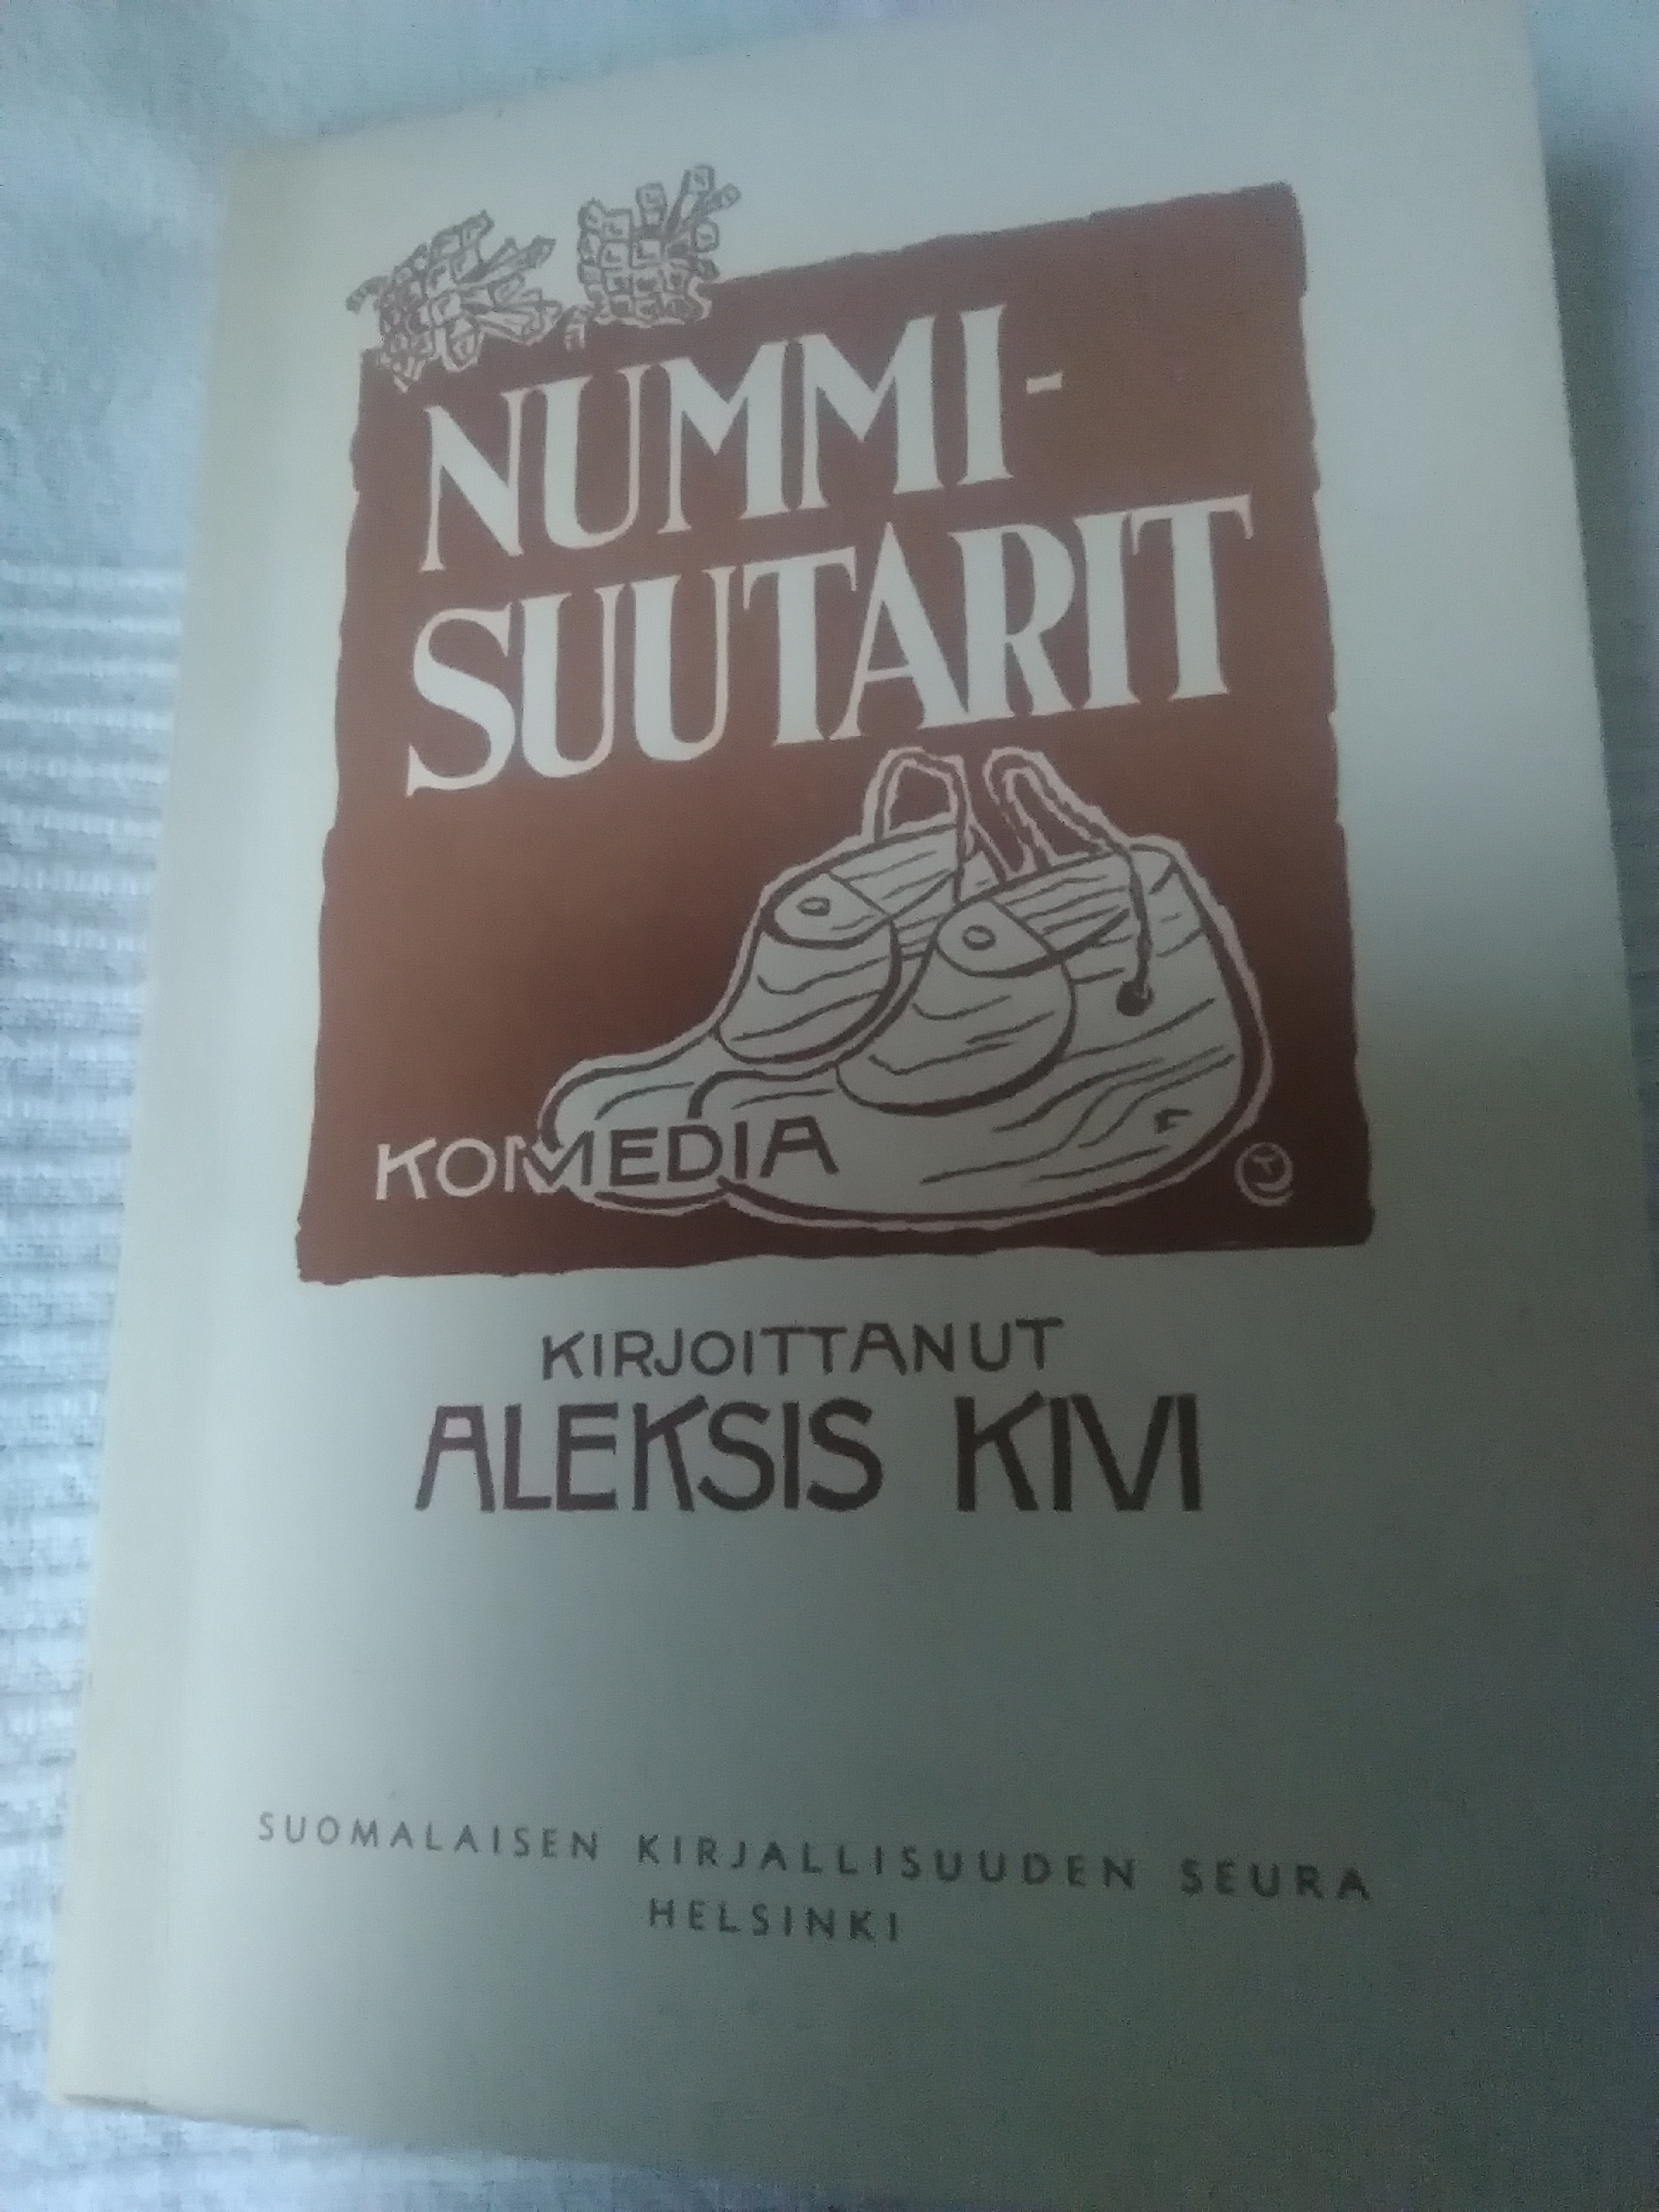 NUMMI-
SUUTARIT
KOMEDIA
KIRJOITTANUT
ALEKSIS KIVI
SUOMALAISEN KIRJALLISUUDEN SEURA
HELSINKI